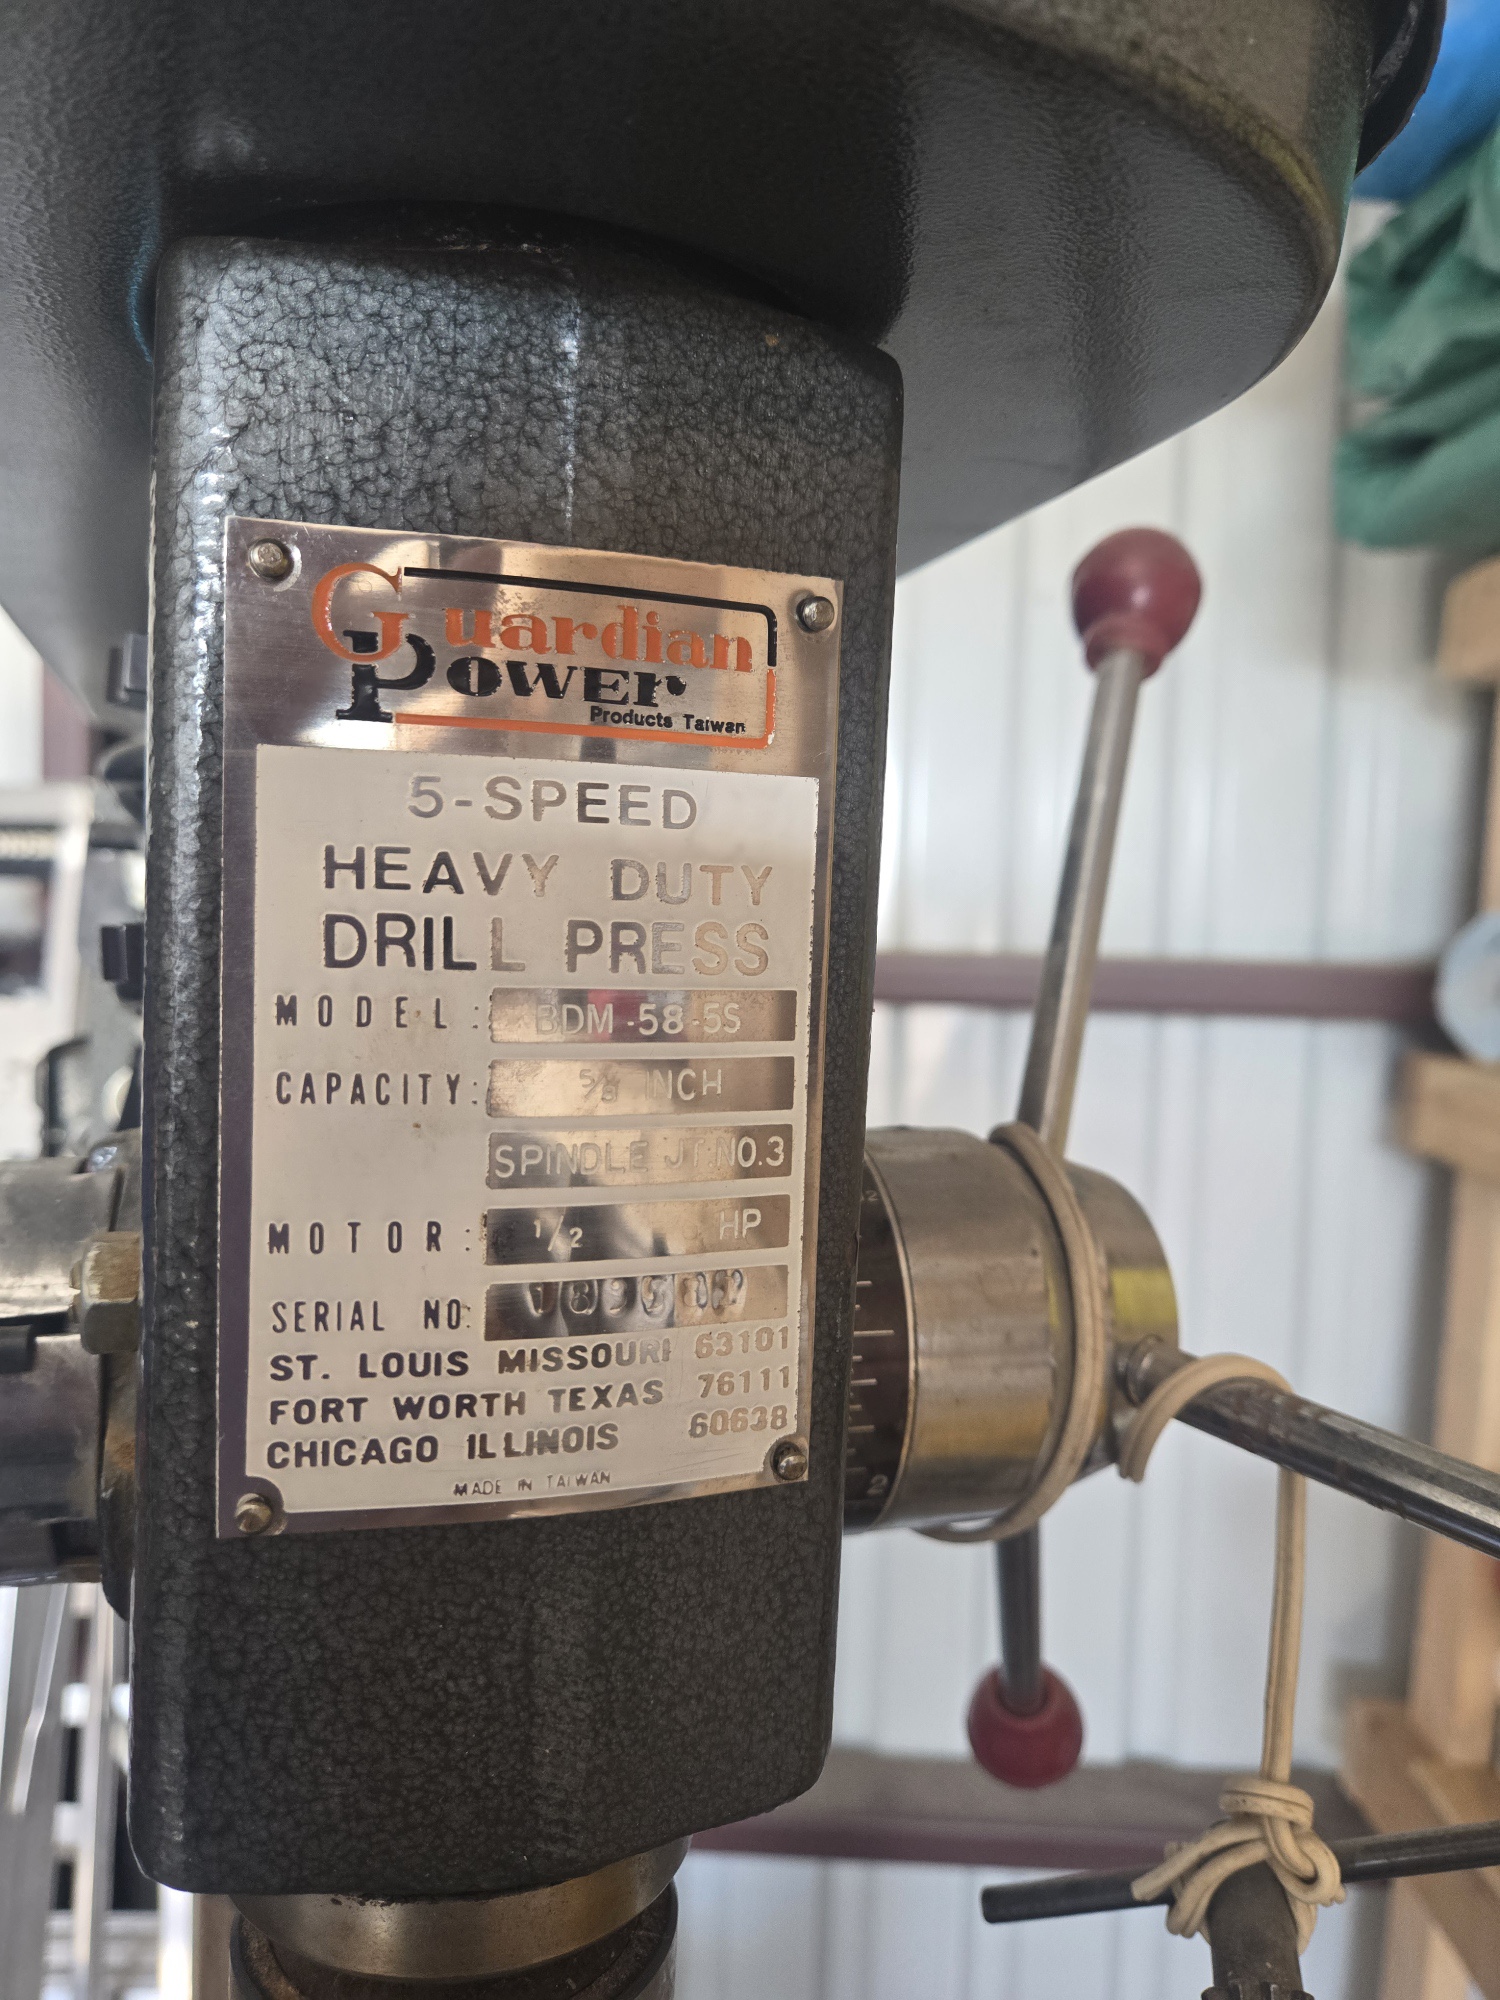 Guardian
Power
Products Taiwan
5-SPEED
HEAVY DUTY
DRILL PRESS
MODEL: BDM-58-5S
CAPACITY: 5/8 INCH
SPINDLE JT.NO.3
MOTOR: 1/2 HP
SERIAL NO:
ST. LOUIS MISSOURI 63101
FORT WORTH TEXAS 76111
CHICAGO ILLINOIS 60638
MADE IN TAIWAN
2